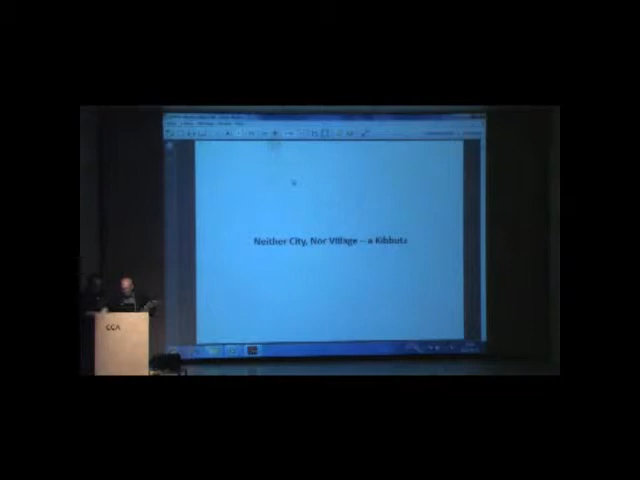 Neither City, Nor Village – a Kibbutz
CCA